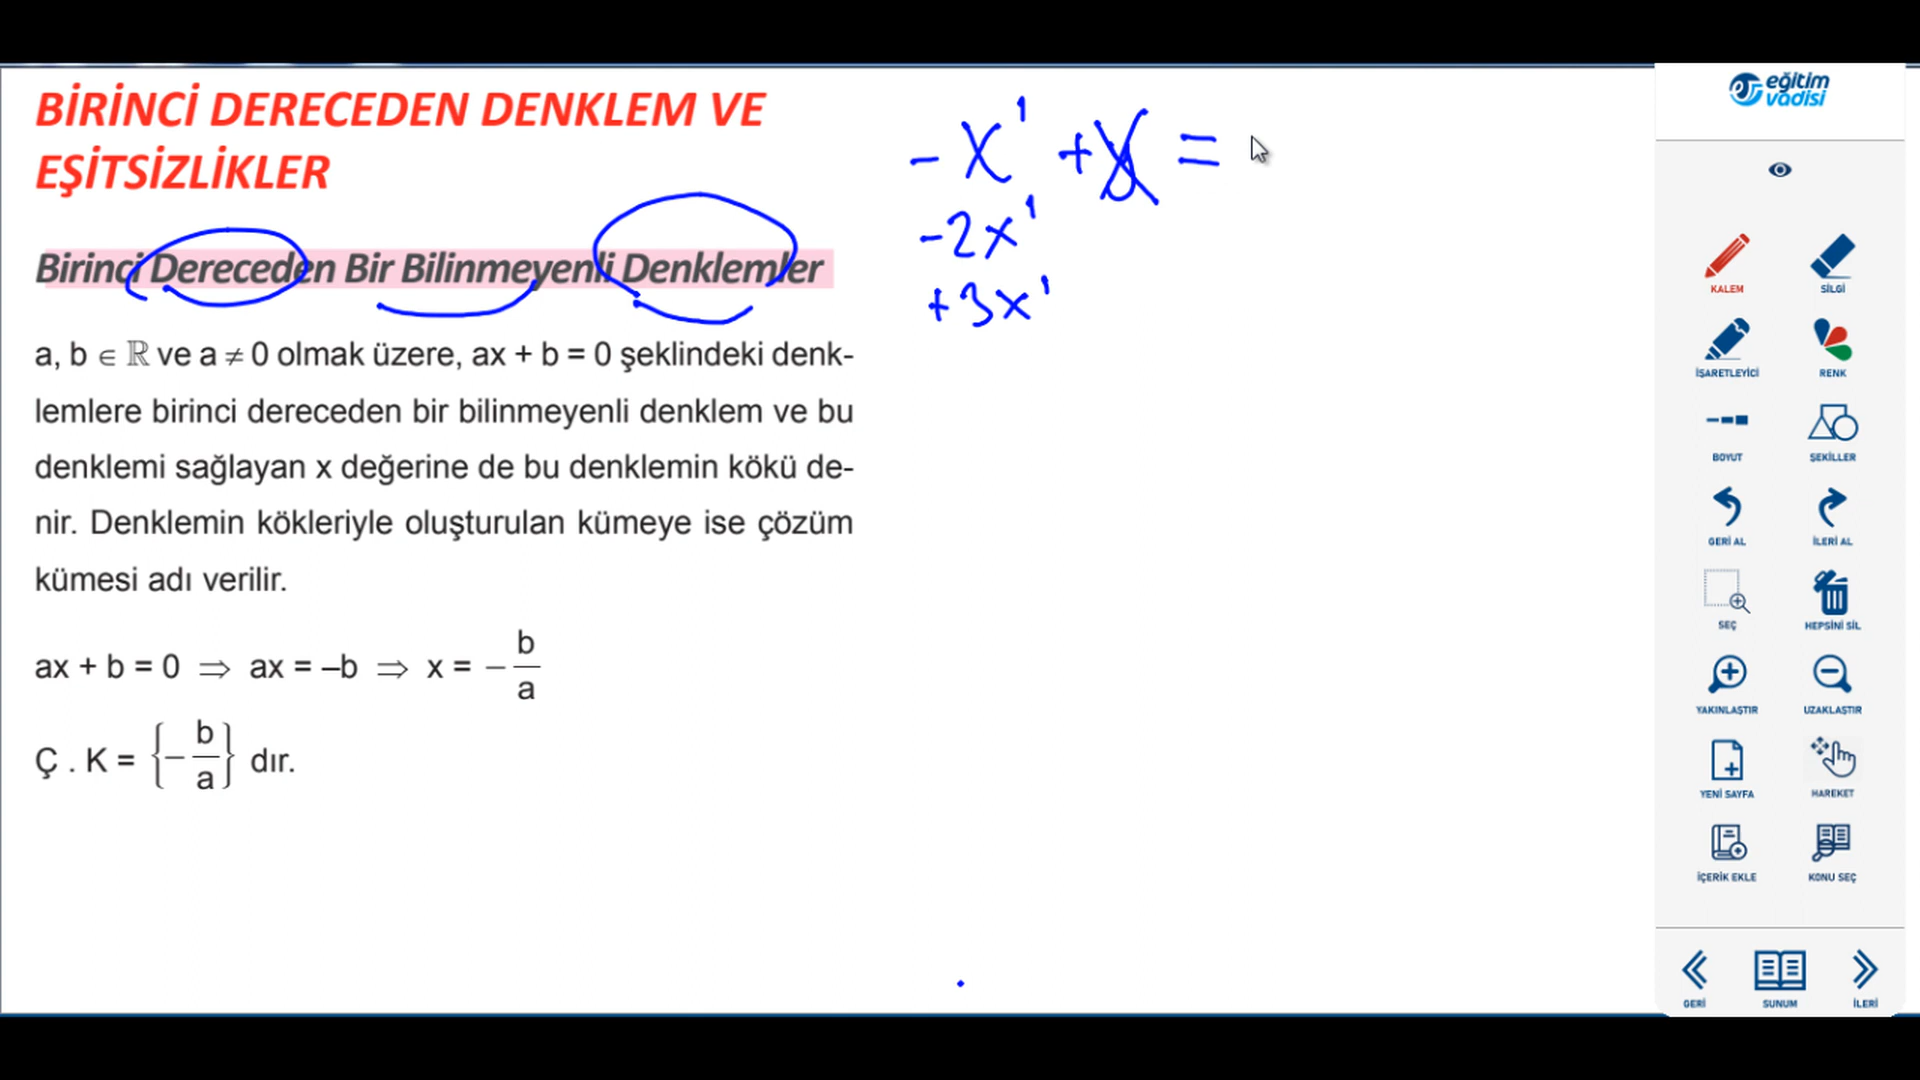 BİRİNCİ DERECEDEN DENKLEM VE
EŞİTSİZLİKLER
Birinci Dereceden Bir Bilinmeyenli Denklemler
a, b ∈ ℝ ve a ≠ 0 olmak üzere, ax + b = 0 şeklindeki denk-
lemlere birinci dereceden bir bilinmeyenli denklem ve bu
denklemi sağlayan x değerine de bu denklemin kökü de-
nir. Denklemin kökleriyle oluşturulan kümeye ise çözüm
kümesi adı verilir.
ax + b = 0 ⇒ ax = –b ⇒ x = – b/a
Ç . K = {– b/a} dır.
-x¹ + =
-2x¹
+3x¹
eğitim
vadisi
KALEM
SİLGİ
İŞARETLEYİCİ
RENK
BOYUT
ŞEKİLLER
GERİ AL
İLERİ AL
SEÇ
HEPSİNİ SİL
YAKINLAŞTIR
UZAKLAŞTIR
YENİ SAYFA
HAREKET
İÇERİK EKLE
KONU SEÇ
GERİ
SUNUM
İLERİ